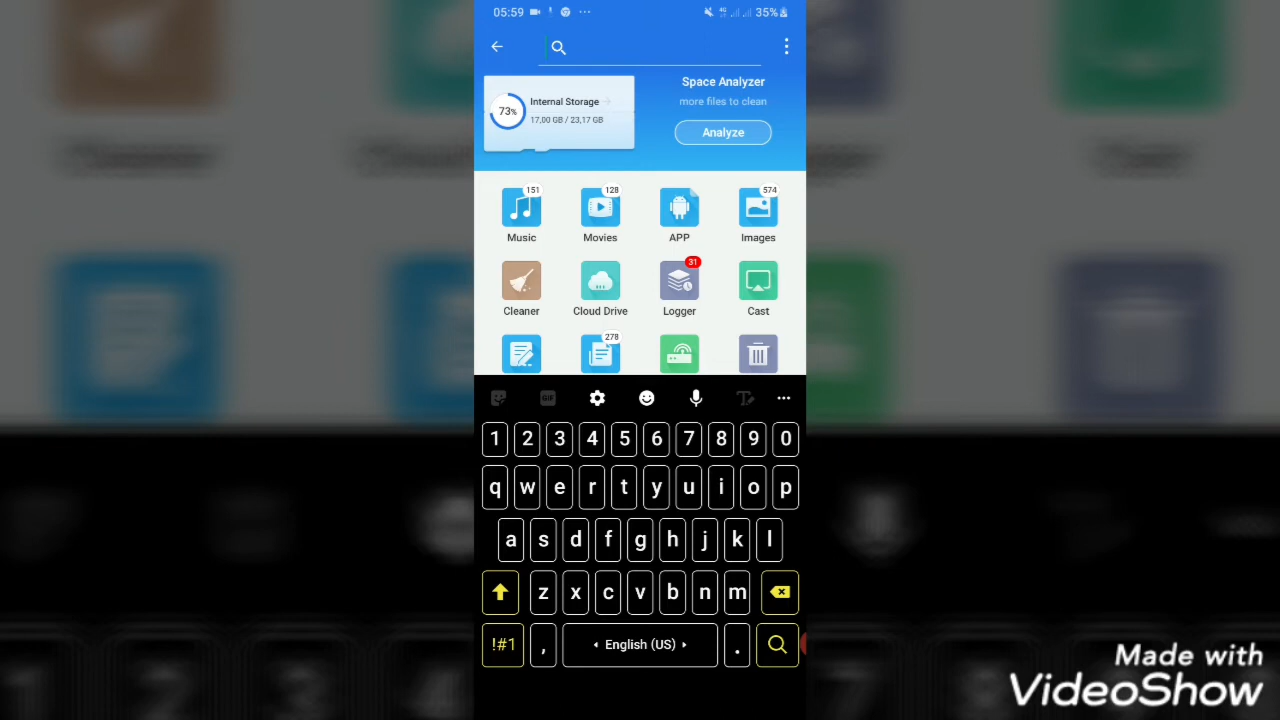 05:59 4G 35%
Space Analyzer
73% Internal Storage
more files to clean
17,00 GB / 23,17 GB
Analyze
151 128 574
Music Movies APP Images
31
Cleaner Cloud Drive Logger Cast
278
GIF T
1 2 3 4 5 6 7 8 9 0
q w e r t y u i o p
a s d f g h j k l
z x c v b n m
!#1 , English (US) .
Made with
VideoShow